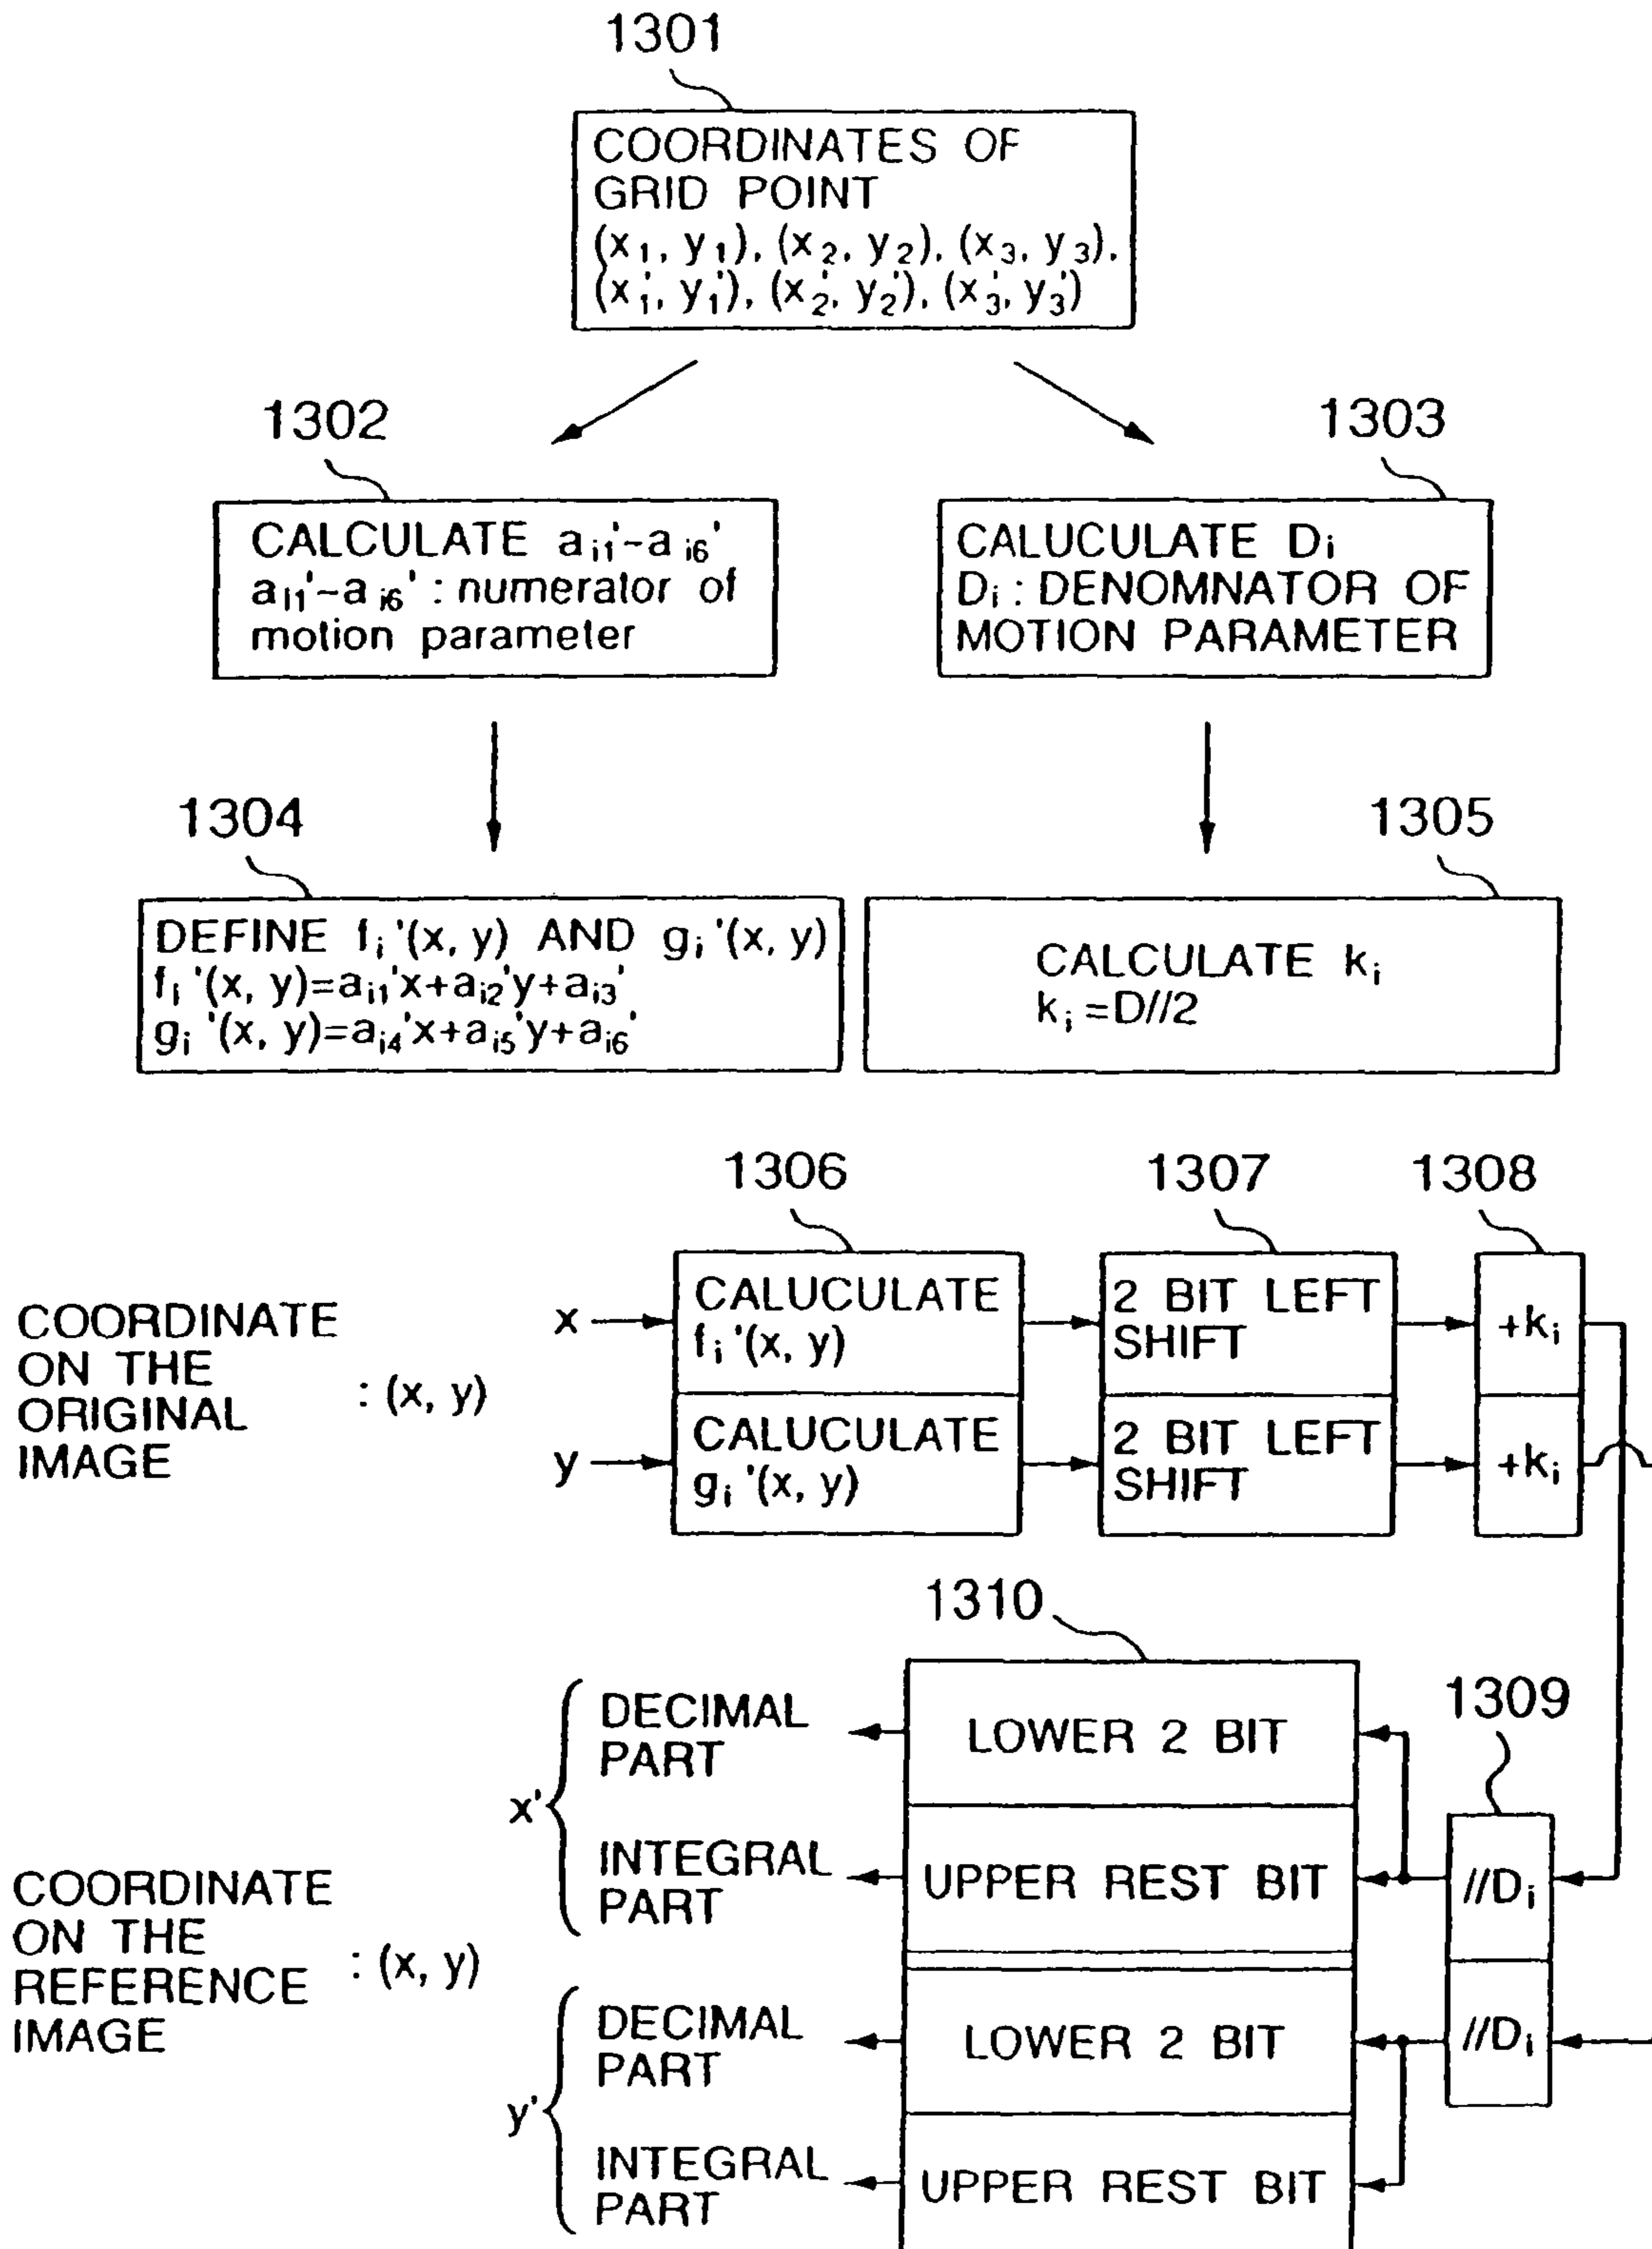 1301
COORDINATES OF
GRID POINT
(x₁, y₁), (x₂, y₂), (x₃, y₃),
(x₁', y₁'), (x₂', y₂'), (x₃', y₃')
1302
1303
CALCULATE aᵢ₁'~aᵢ₆'
aᵢ₁'~aᵢ₆' : numerator of
motion parameter
CALUCULATE Dᵢ
Dᵢ : DENOMNATOR OF
MOTION PARAMETER
1304
1305
DEFINE fᵢ'(x, y) AND gᵢ'(x, y)
fᵢ'(x, y)=aᵢ₁'x+aᵢ₂'y+aᵢ₃'
gᵢ'(x, y)=aᵢ₄'x+aᵢ₅'y+aᵢ₆'
CALCULATE kᵢ
kᵢ=D//2
1306
1307
1308
COORDINATE
ON THE
ORIGINAL
IMAGE
: (x, y)
x
CALUCULATE
fᵢ'(x, y)
2 BIT LEFT
SHIFT
+kᵢ
y
CALUCULATE
gᵢ'(x, y)
2 BIT LEFT
SHIFT
+kᵢ
1310
1309
COORDINATE
ON THE
REFERENCE
IMAGE
: (x, y)
x'
DECIMAL
PART
LOWER 2 BIT
INTEGRAL
PART
UPPER REST BIT
//Dᵢ
y'
DECIMAL
PART
LOWER 2 BIT
//Dᵢ
INTEGRAL
PART
UPPER REST BIT